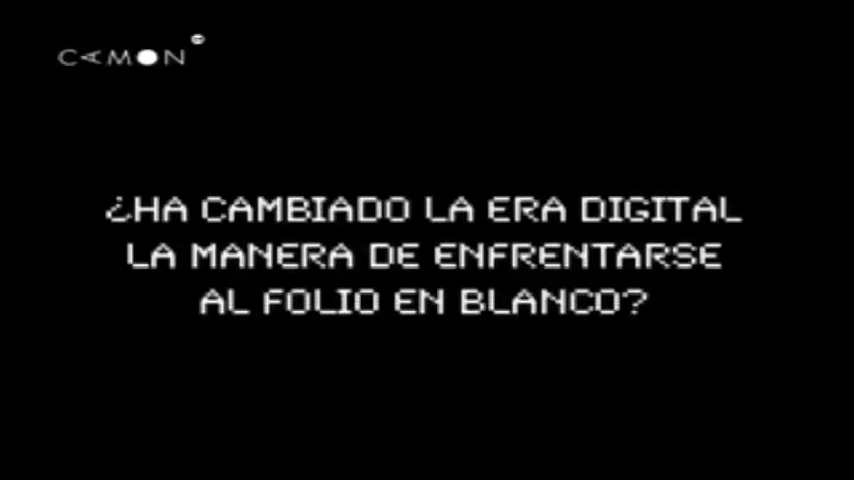 CAMON
¿HA CAMBIADO LA ERA DIGITAL
LA MANERA DE ENFRENTARSE
AL FOLIO EN BLANCO?